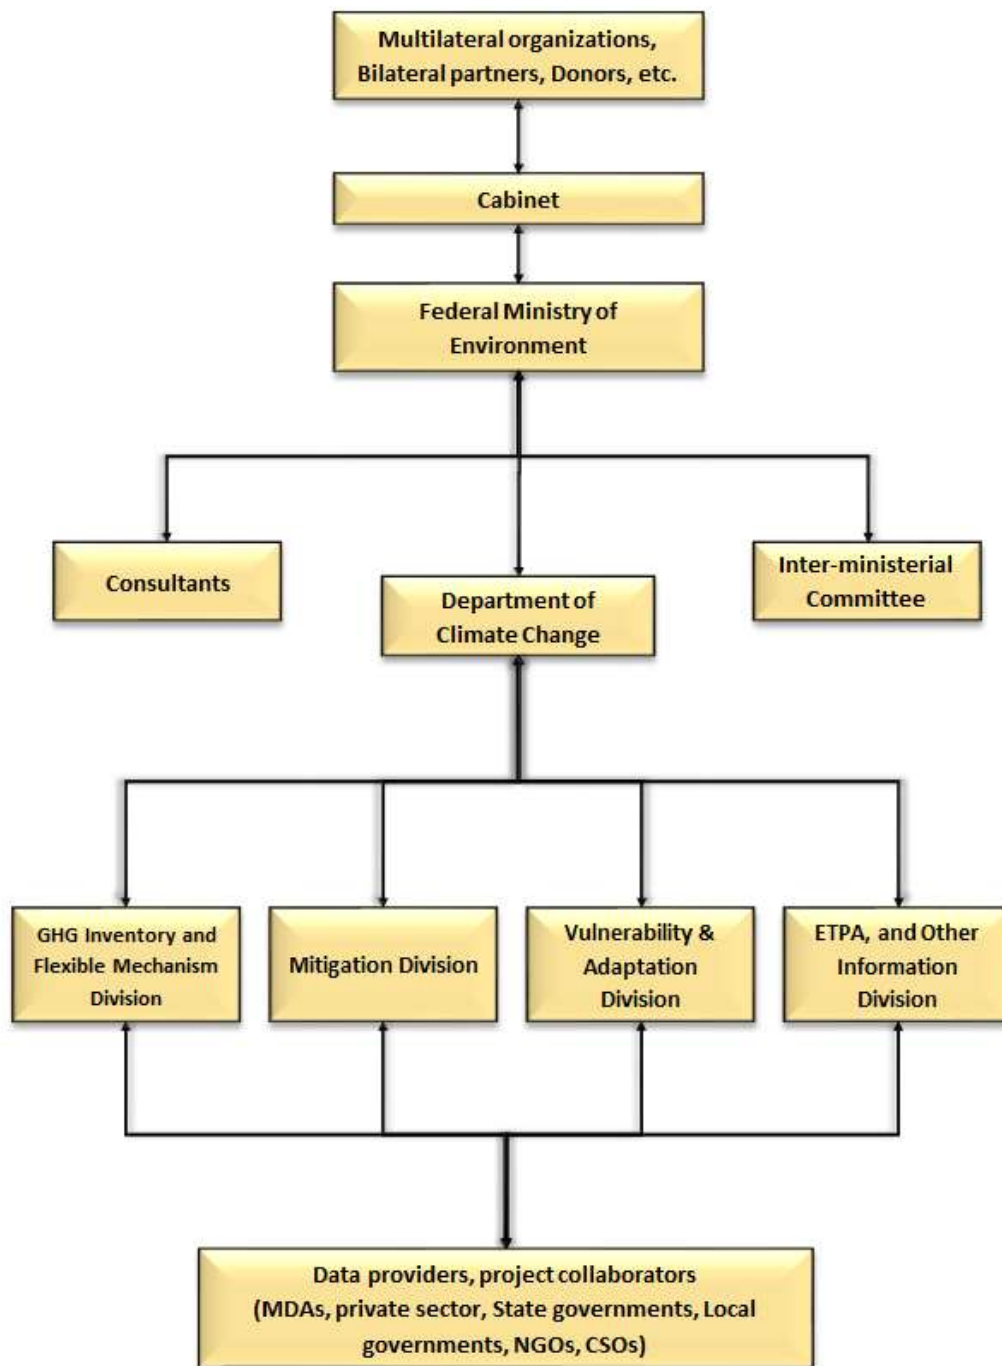 Multilateral organizations,
Bilateral partners, Donors, etc.
Cabinet
Federal Ministry of
Environment
Consultants
Department of
Climate Change
Inter-ministerial
Committee
GHG Inventory and
Flexible Mechanism
Division
Mitigation Division
Vulnerability &
Adaptation
Division
ETPA, and Other
Information
Division
Data providers, project collaborators
(MDAs, private sector, State governments, Local
governments, NGOs, CSOs)